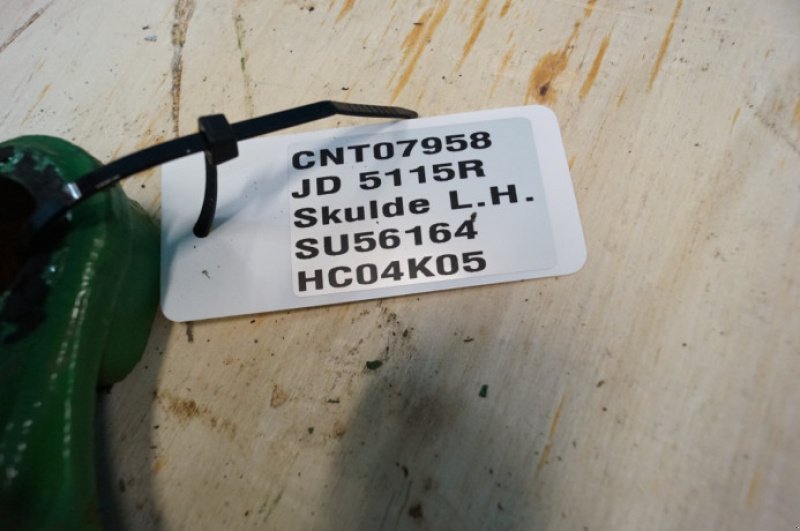 CNT07958
JD 5115R
Skulde L.H.
SU56164
HC04K05